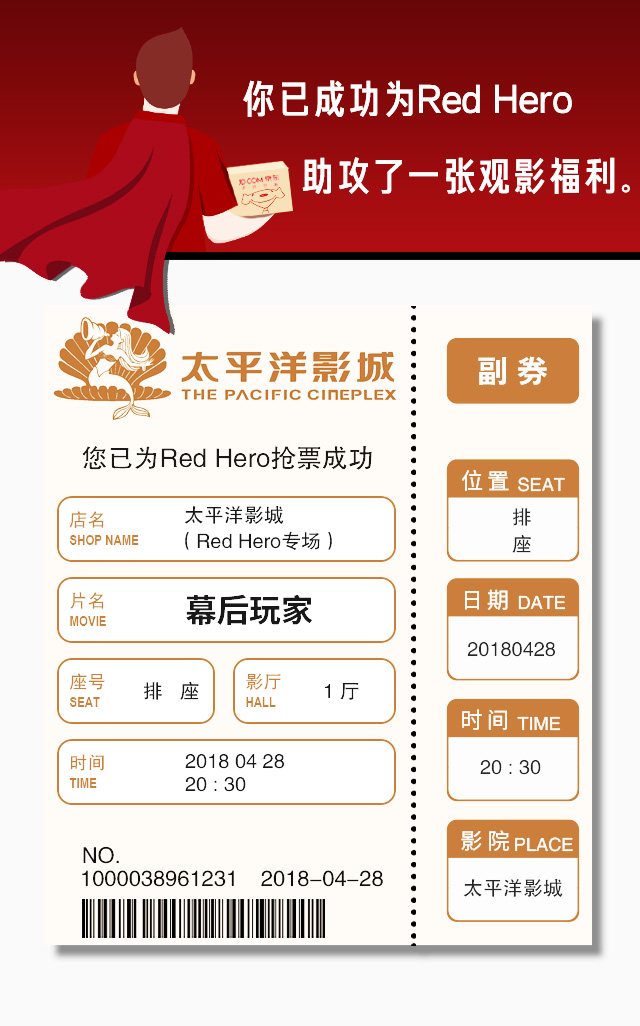 你已成功为Red Hero
助攻了一张观影福利。
JD.COM 京东
太平洋影城
THE PACIFIC CINEPLEX
您已为Red Hero抢票成功
店名
SHOP NAME
太平洋影城
( Red Hero专场 )
片名
MOVIE
幕后玩家
座号
SEAT
排 座
影厅
HALL
1 厅
时间
TIME
2018 04 28
20 : 30
NO.
1000038961231 2018-04-28
副 券
位置 SEAT
排
座
日期 DATE
20180428
时间 TIME
20 : 30
影院 PLACE
太平洋影城